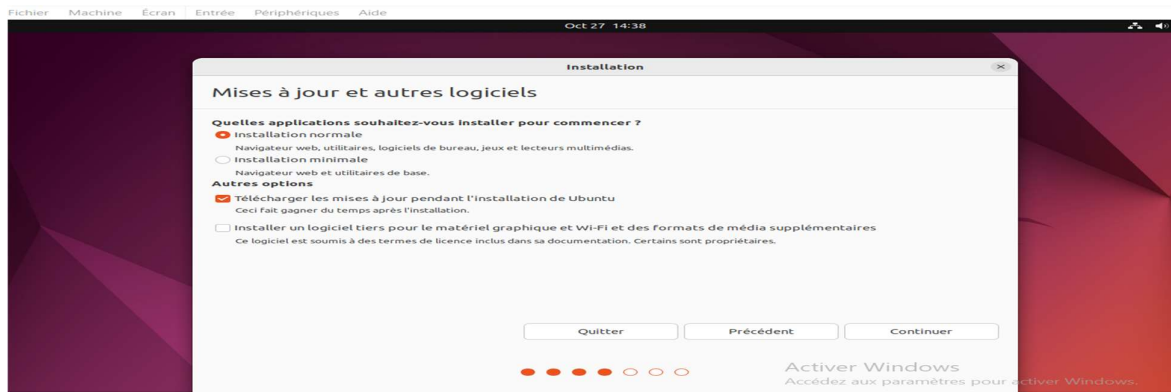 Fichier Machine Écran Entrée Périphériques Aide
Oct 27 14:38
Installation
Mises à jour et autres logiciels
Quelles applications souhaitez-vous installer pour commencer ?
Installation normale
Navigateur web, utilitaires, logiciels de bureau, jeux et lecteurs multimédias.
Installation minimale
Navigateur web et utilitaires de base.
Autres options
Télécharger les mises à jour pendant l'installation de Ubuntu
Ceci fait gagner du temps après l'installation.
Installer un logiciel tiers pour le matériel graphique et Wi-Fi et des formats de média supplémentaires
Ce logiciel est soumis à des termes de licence inclus dans sa documentation. Certains sont propriétaires.
Quitter Précédent Continuer
Activer Windows
Accédez aux paramètres pour activer Windows.